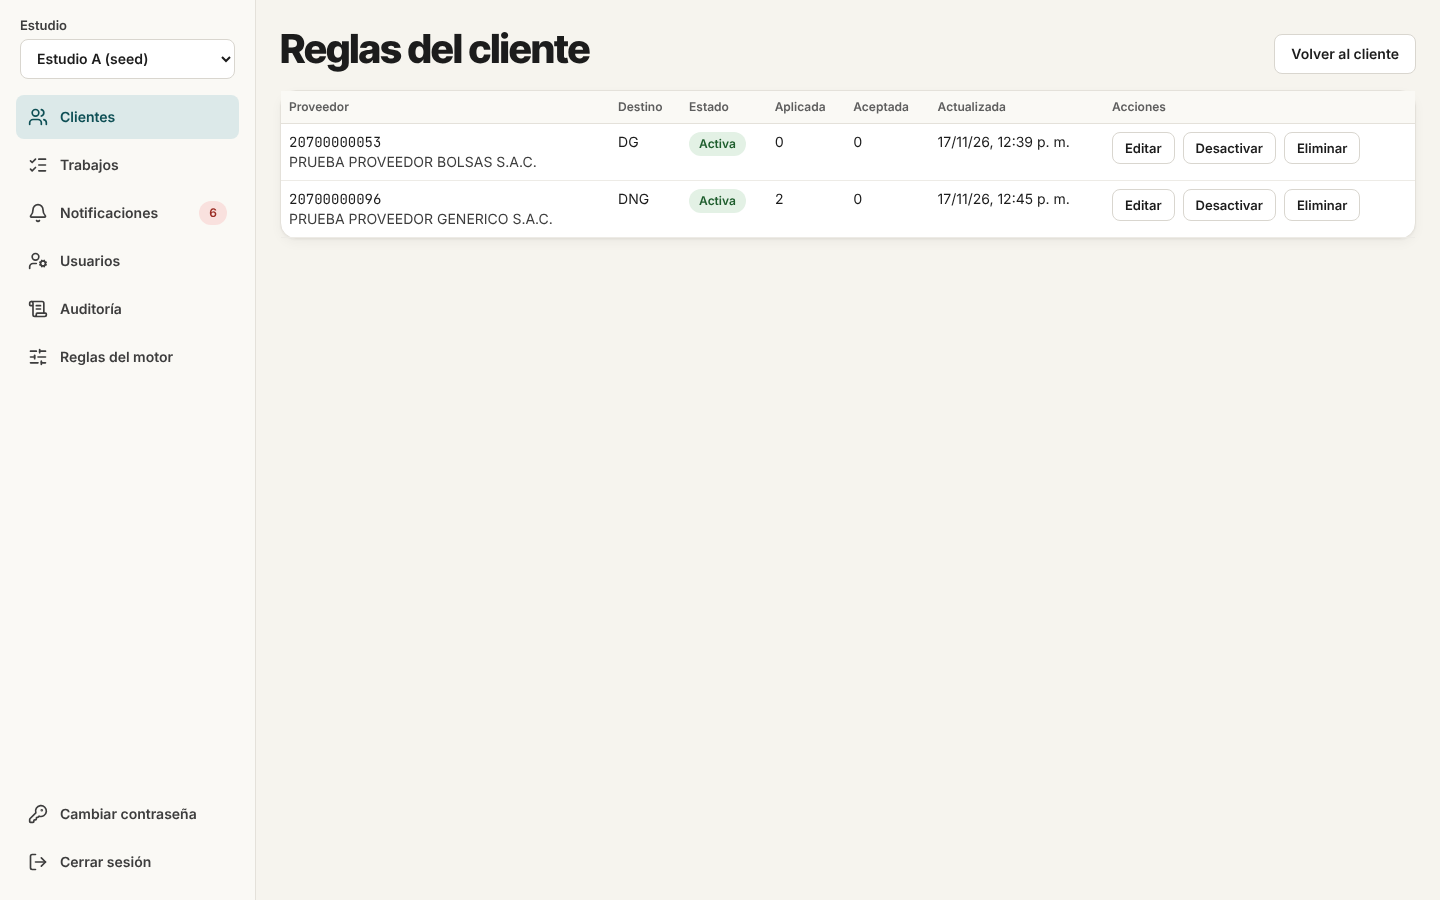 Estudio
Estudio A (seed)
Clientes
Trabajos
Notificaciones 6
Usuarios
Auditoría
Reglas del motor
Cambiar contraseña
Cerrar sesión
Reglas del cliente
Volver al cliente
Proveedor Destino Estado Aplicada Aceptada Actualizada Acciones
20700000053 DG Activa 0 0 17/11/26, 12:39 p. m. Editar Desactivar Eliminar
PRUEBA PROVEEDOR BOLSAS S.A.C.
20700000096 DNG Activa 2 0 17/11/26, 12:45 p. m. Editar Desactivar Eliminar
PRUEBA PROVEEDOR GENERICO S.A.C.